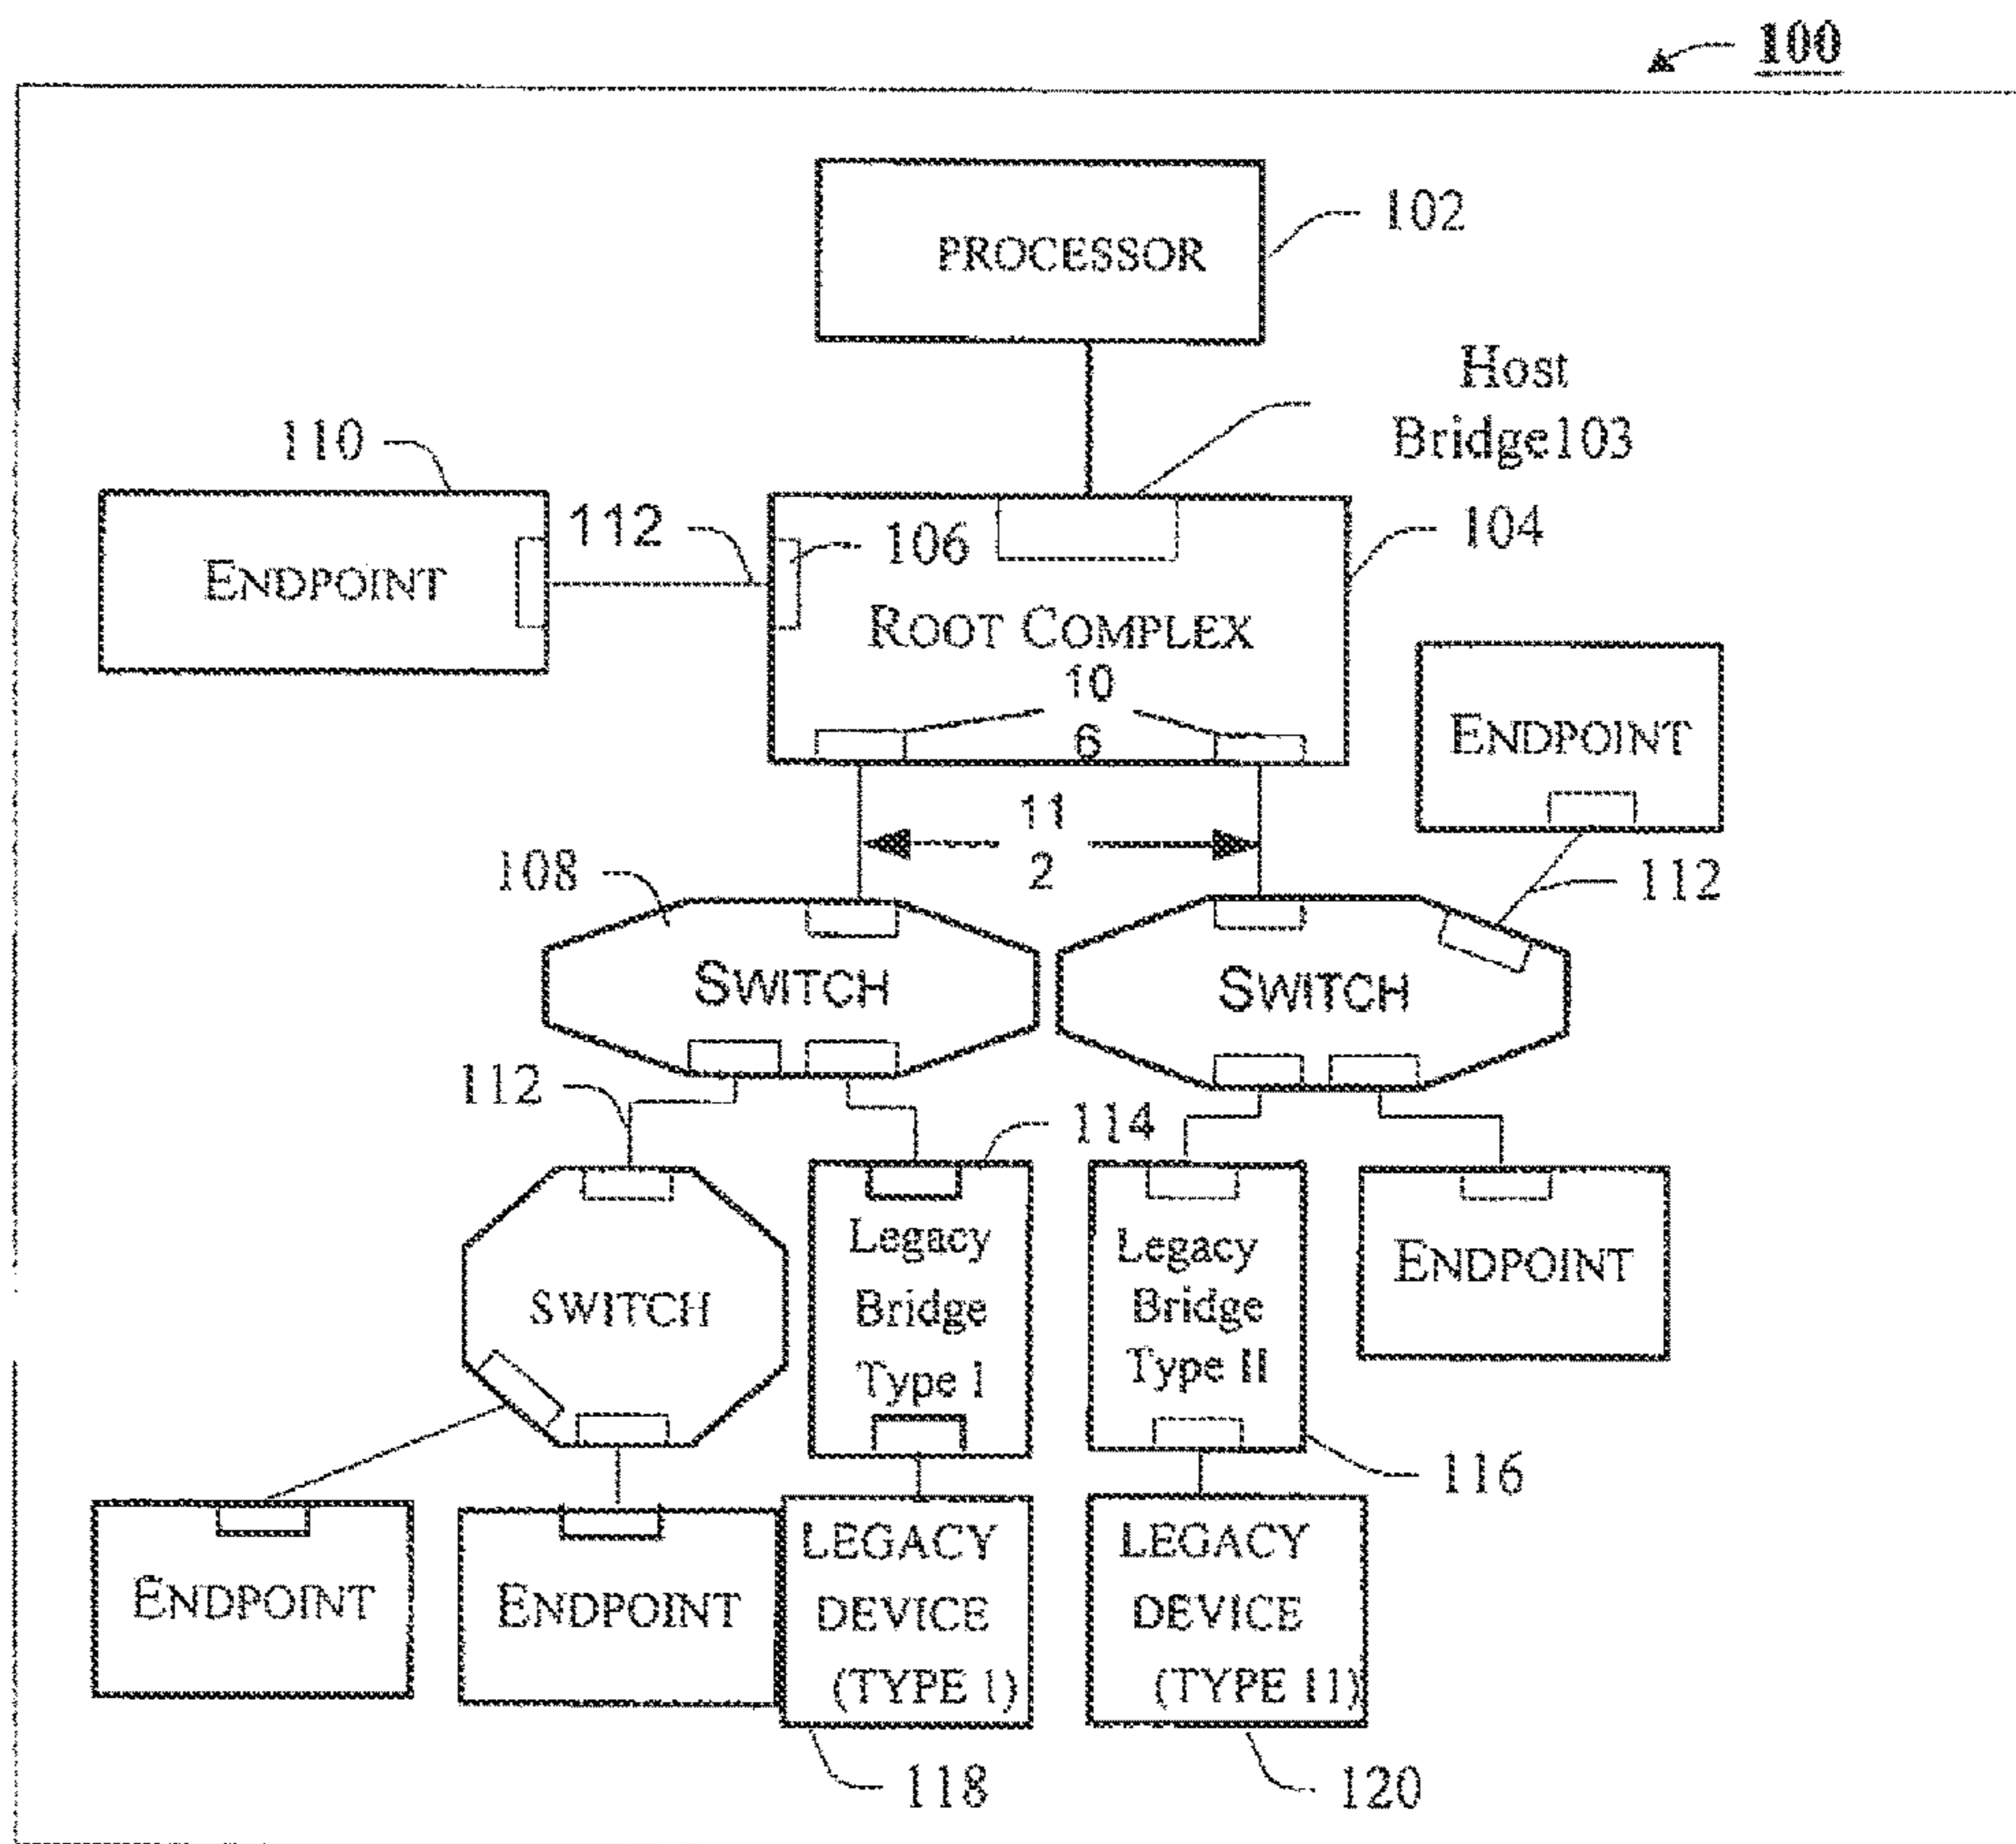 100
PROCESSOR
102
Host
Bridge103
110
ENDPOINT
112
106
104
ROOT COMPLEX
10
6
ENDPOINT
11
2
112
108
SWITCH
SWITCH
112
114
SWITCH
Legacy
Bridge
Type I
Legacy
Bridge
Type II
ENDPOINT
116
ENDPOINT
ENDPOINT
LEGACY
DEVICE
(TYPE 1)
LEGACY
DEVICE
(TYPE 11)
118
120